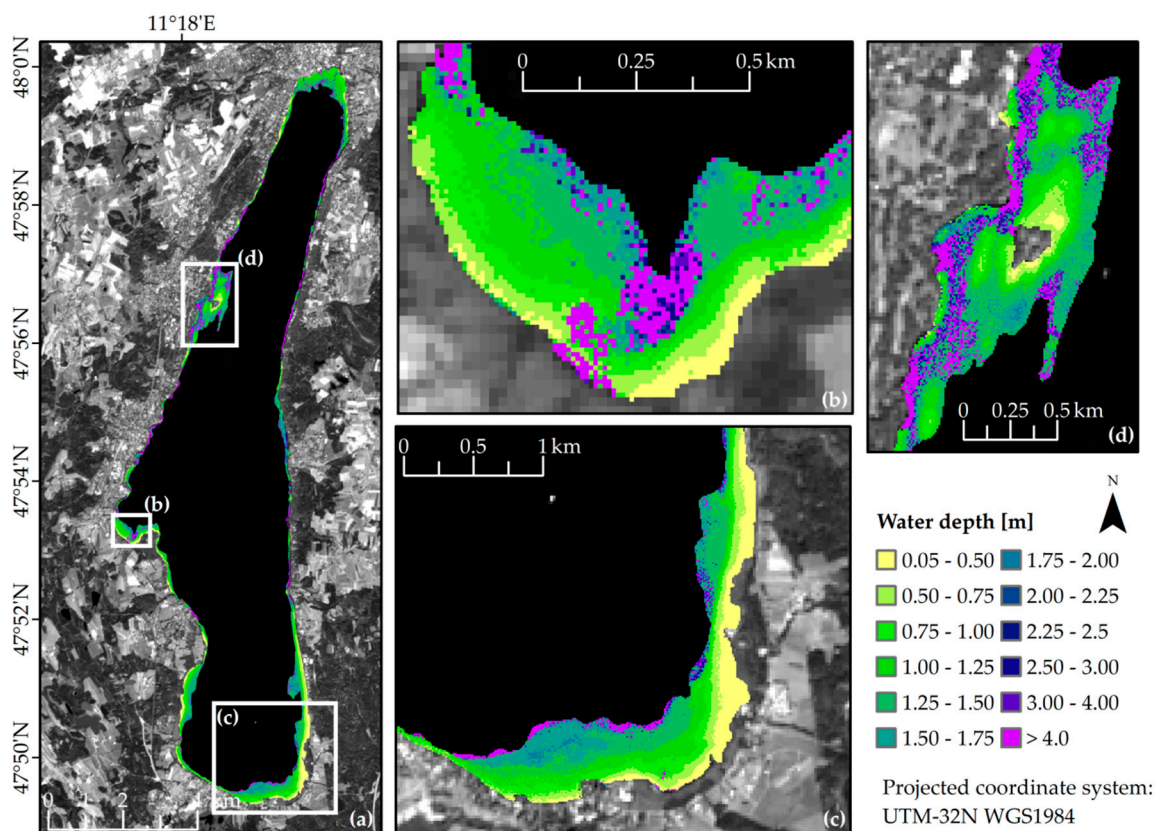 11°18'E
48°0'N
47°58'N
47°56'N
47°54'N
47°52'N
47°50'N
(d)
(b)
(c)
0 1 2 4 km
(a)
0 0.25 0.5 km
(b)
0 0.5 1 km
(c)
0 0.25 0.5 km
(d)
N
Water depth [m]
0.05 - 0.50
0.50 - 0.75
0.75 - 1.00
1.00 - 1.25
1.25 - 1.50
1.50 - 1.75
1.75 - 2.00
2.00 - 2.25
2.25 - 2.5
2.50 - 3.00
3.00 - 4.00
> 4.0
Projected coordinate system:
UTM-32N WGS1984